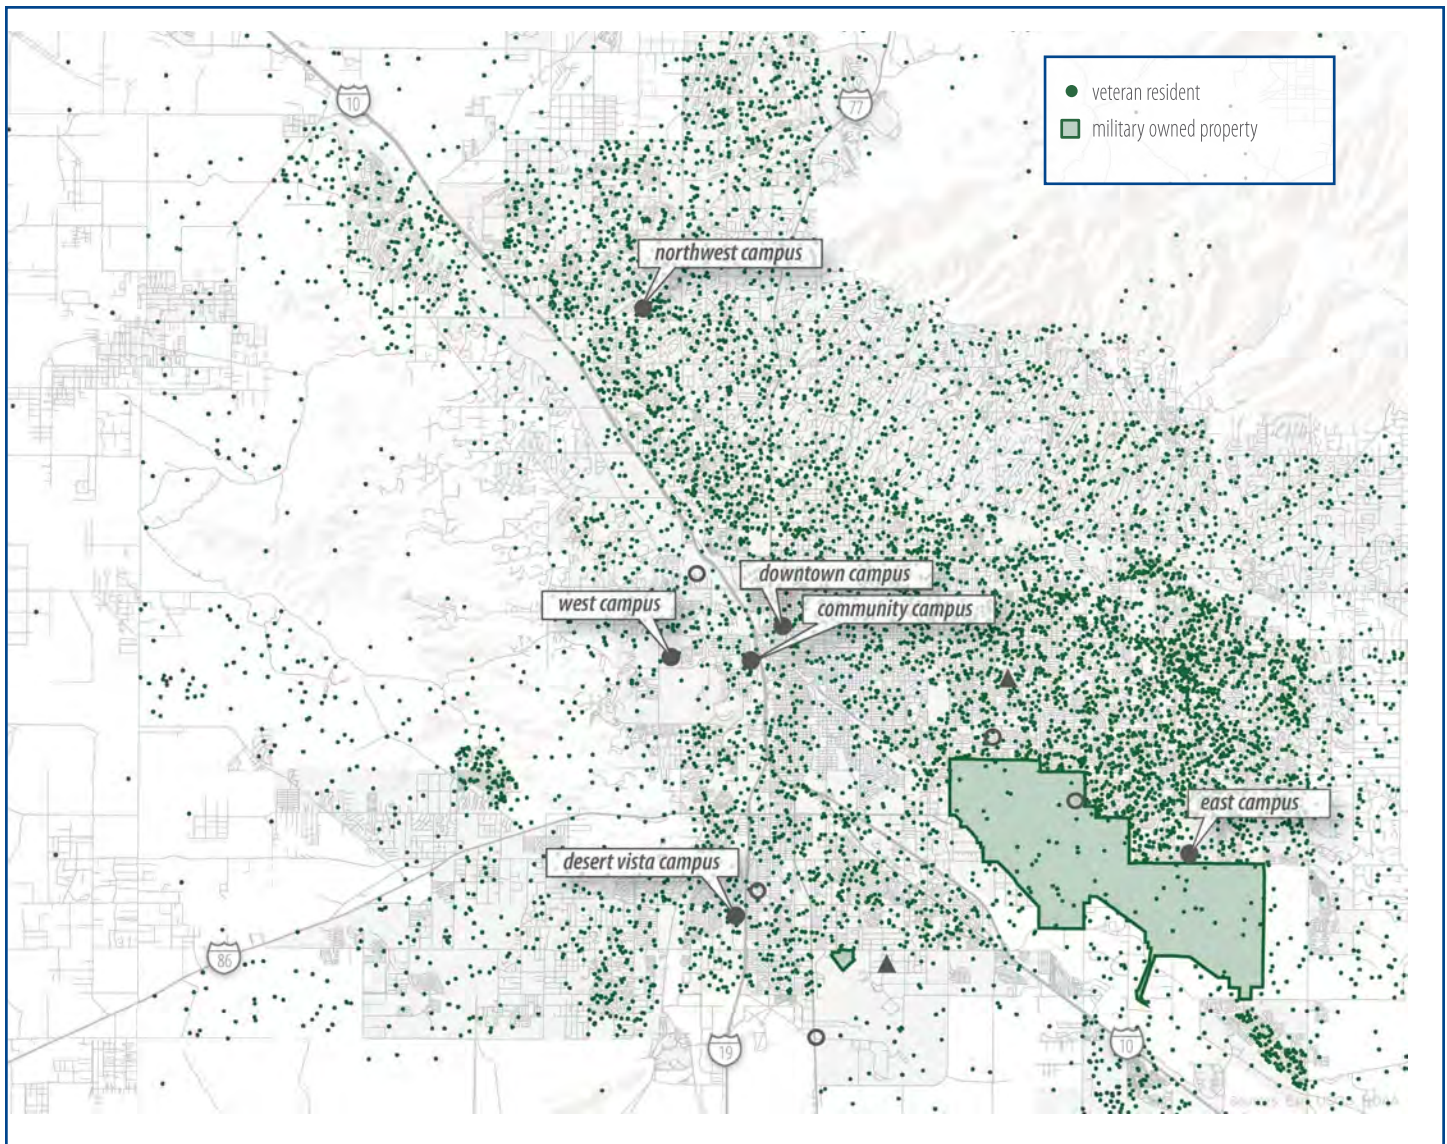 10
77
veteran resident
military owned property
northwest campus
downtown campus
west campus
community campus
east campus
desert vista campus
86
19
10